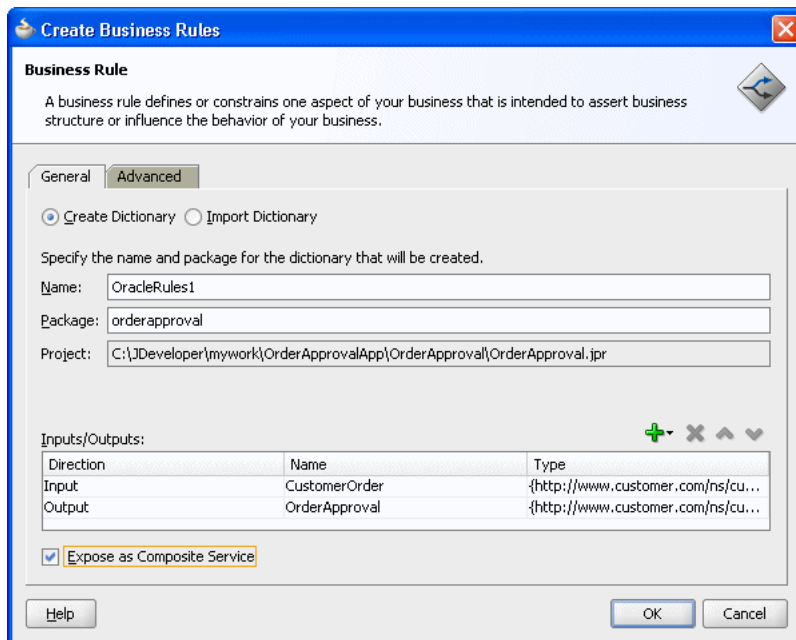 Create Business Rules
Business Rule
A business rule defines or constrains one aspect of your business that is intended to assert business
structure or influence the behavior of your business.
General Advanced
Create Dictionary Import Dictionary
Specify the name and package for the dictionary that will be created.
Name: OracleRules1
Package: orderapproval
Project: C:\JDeveloper\mywork\OrderApprovalApp\OrderApproval\OrderApproval.jpr
Inputs/Outputs:
Direction Name Type
Input CustomerOrder {http://www.customer.com/ns/cu...
Output OrderApproval {http://www.customer.com/ns/cu...
Expose as Composite Service
Help OK Cancel